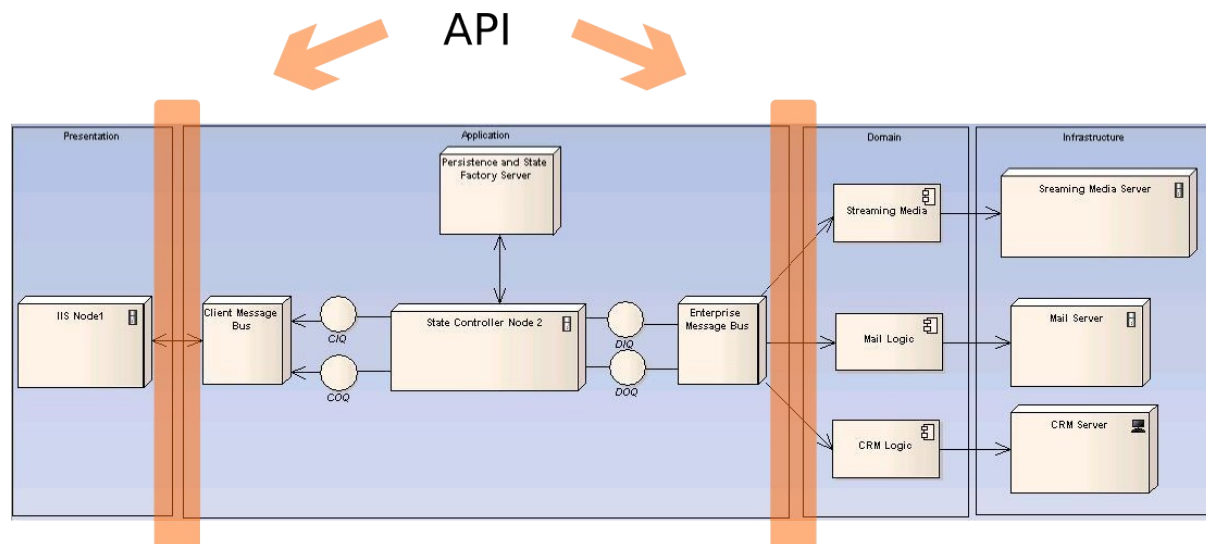 API
Presentation
Application
Domain
Infrastructure
Persistence and State
Factory Server
Streaming Media
Sreaming Media Server
IIS Node1
Client Message
Bus
CIQ
COQ
State Controller Node 2
DIQ
DOQ
Enterprise
Message Bus
Mail Logic
Mail Server
CRM Logic
CRM Server